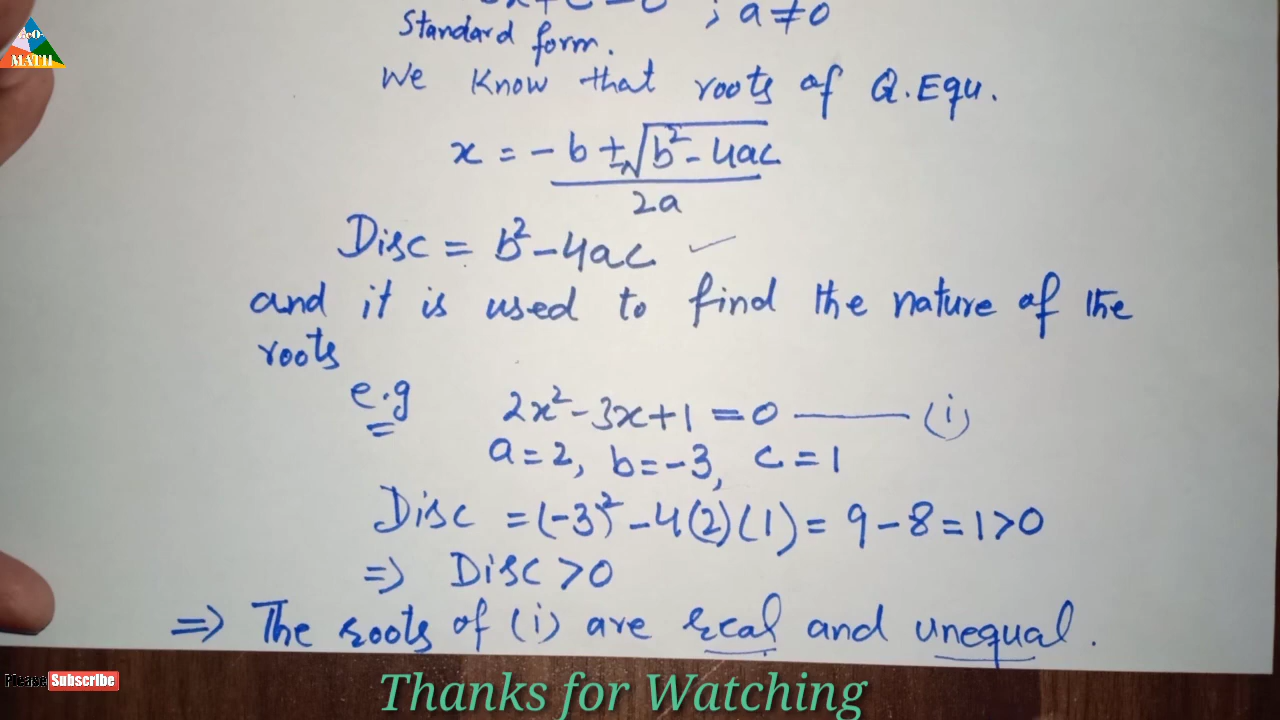 ; a ≠ 0
Standard form.
We Know that roots of Q.Equ.
x = -b ± √b² - 4ac
2a
Disc = b² - 4ac ✓
and it is used to find the nature of the
roots
e.g 2x² - 3x + 1 = 0 ——— (i)
a = 2, b = -3, c = 1
Disc = (-3)² - 4(2)(1) = 9 - 8 = 1 > 0
=> Disc > 0
=> The roots of (i) are real and unequal.
MATH
Please Subscribe
Thanks for Watching